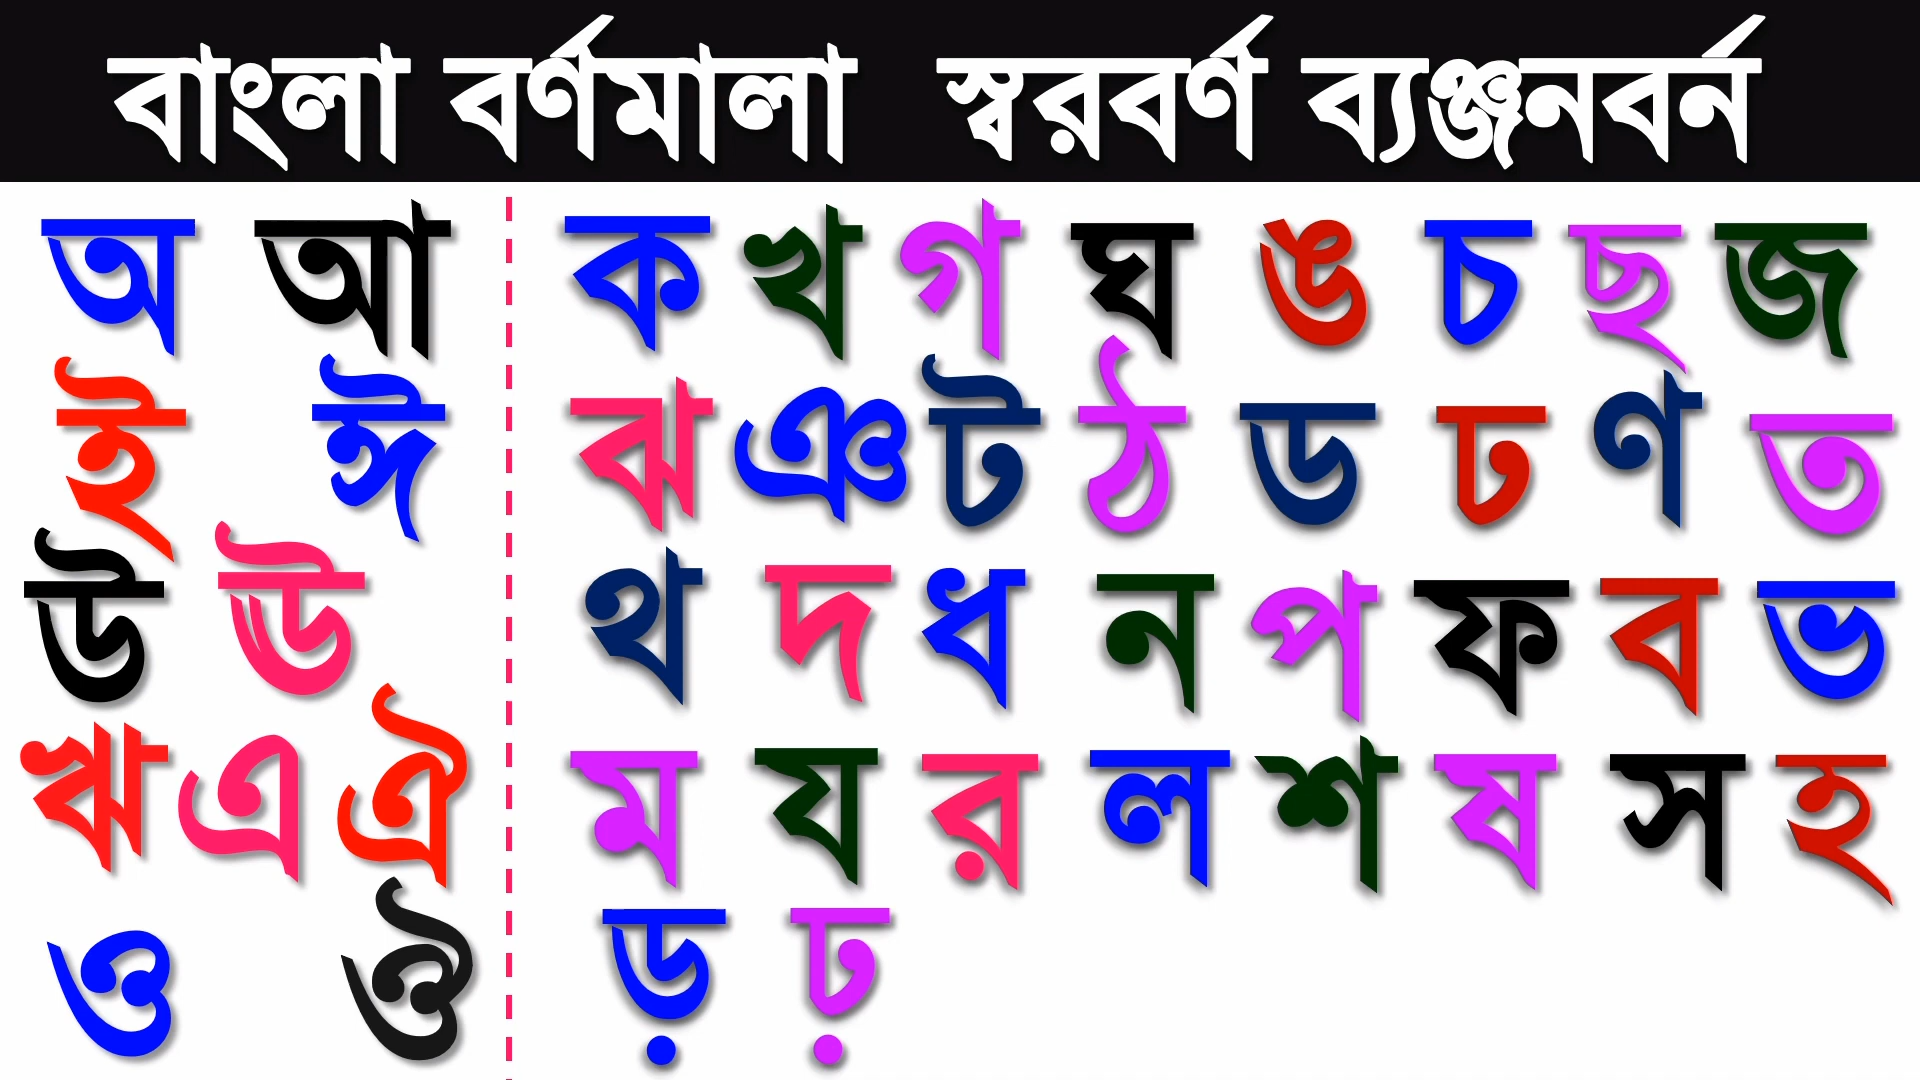 বাংলা বর্ণমালা স্বরবর্ণ ব্যঞ্জনবর্ন
অ আ
ই ঈ
উ ঊ
ঋ এ ঐ
ও ঔ
ক খ গ ঘ ঙ চ ছ জ
ঝ ঞ ট ঠ ড ঢ ণ ত
থ দ ধ ন প ফ ব ভ
ম য র ল শ ষ স হ
ড় ঢ়